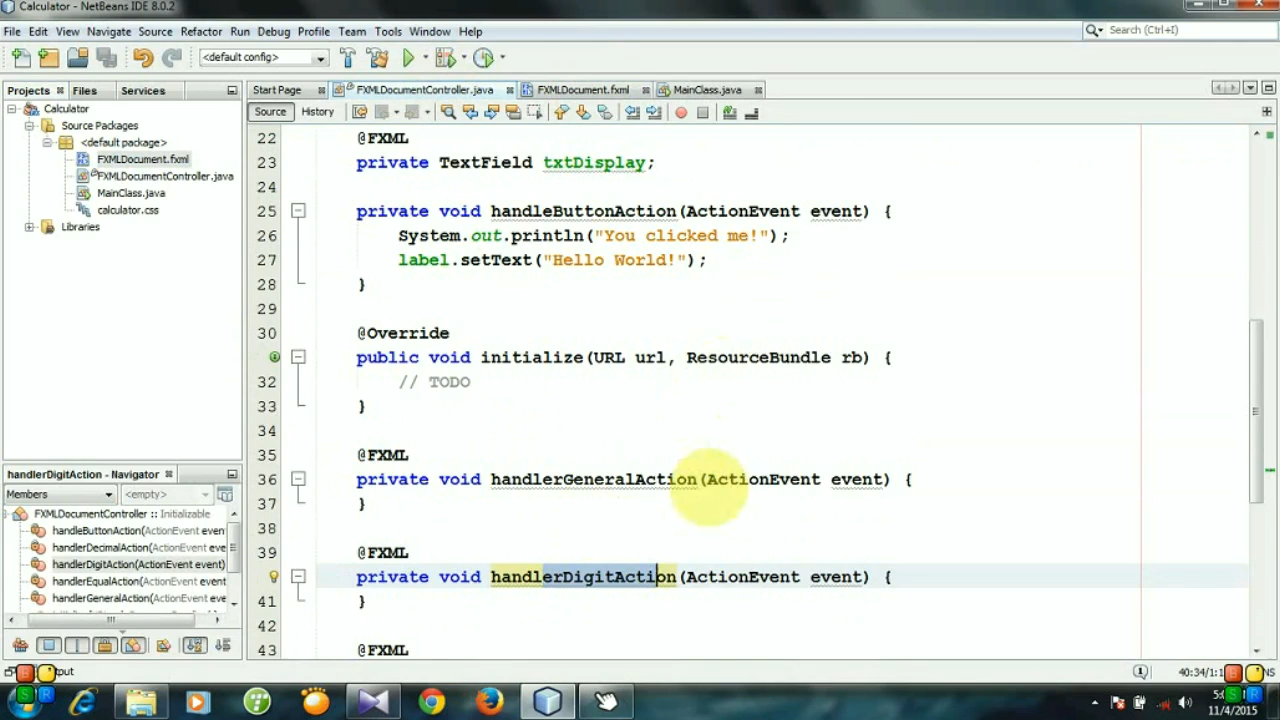 Calculator - NetBeans IDE 8.0.2
File Edit View Navigate Source Refactor Run Debug Profile Team Tools Window Help
Search (Ctrl+I)
<default config>
Projects Files Services
Start Page FXMLDocumentController.java FXMLDocument.fxml MainClass.java
Source History
Calculator
Source Packages
<default package>
FXMLDocument.fxml
FXMLDocumentController.java
MainClass.java
calculator.css
Libraries
22 @FXML
23 private TextField txtDisplay;
24
25 private void handleButtonAction(ActionEvent event) {
26 System.out.println("You clicked me!");
27 label.setText("Hello World!");
28 }
29
30 @Override
public void initialize(URL url, ResourceBundle rb) {
32 // TODO
33 }
34
35 @FXML
36 private void handlerGeneralAction(ActionEvent event) {
37 }
38
39 @FXML
private void handlerDigitAction(ActionEvent event) {
41 }
42
43 @FXML
handlerDigitAction - Navigator
Members <empty>
FXMLDocumentController :: Initializable
handleButtonAction(ActionEvent even
handlerDecimalAction(ActionEvent eve
handlerDigitAction(ActionEvent event)
handlerEqualAction(ActionEvent event
handlerGeneralAction(ActionEvent eve
11/4/2015